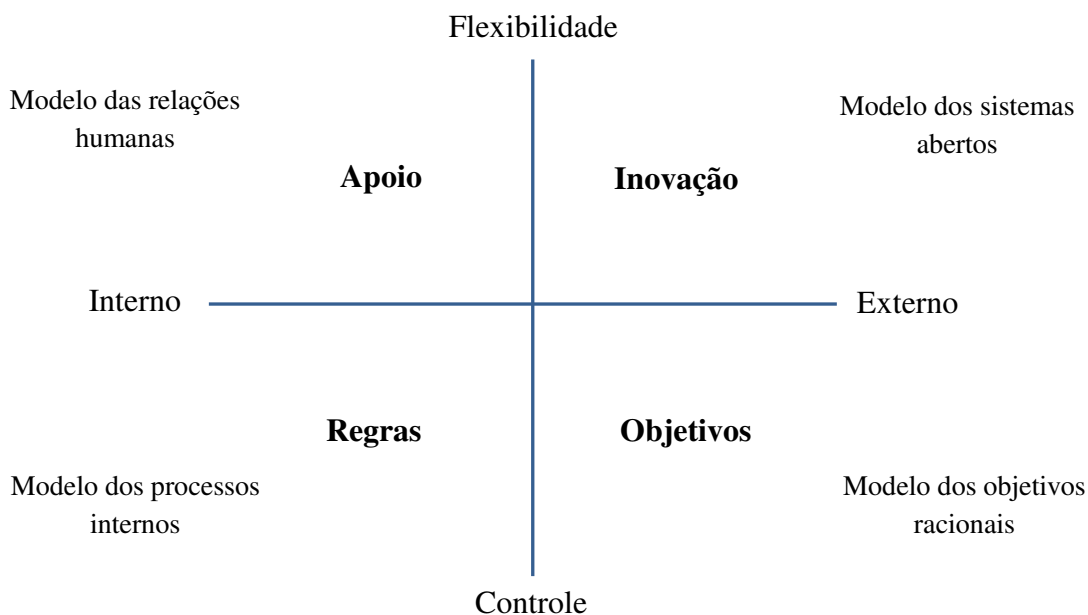 Flexibilidade
Modelo das relações
humanas
Modelo dos sistemas
abertos
Apoio
Inovação
Interno
Externo
Regras
Objetivos
Modelo dos processos
internos
Modelo dos objetivos
racionais
Controle